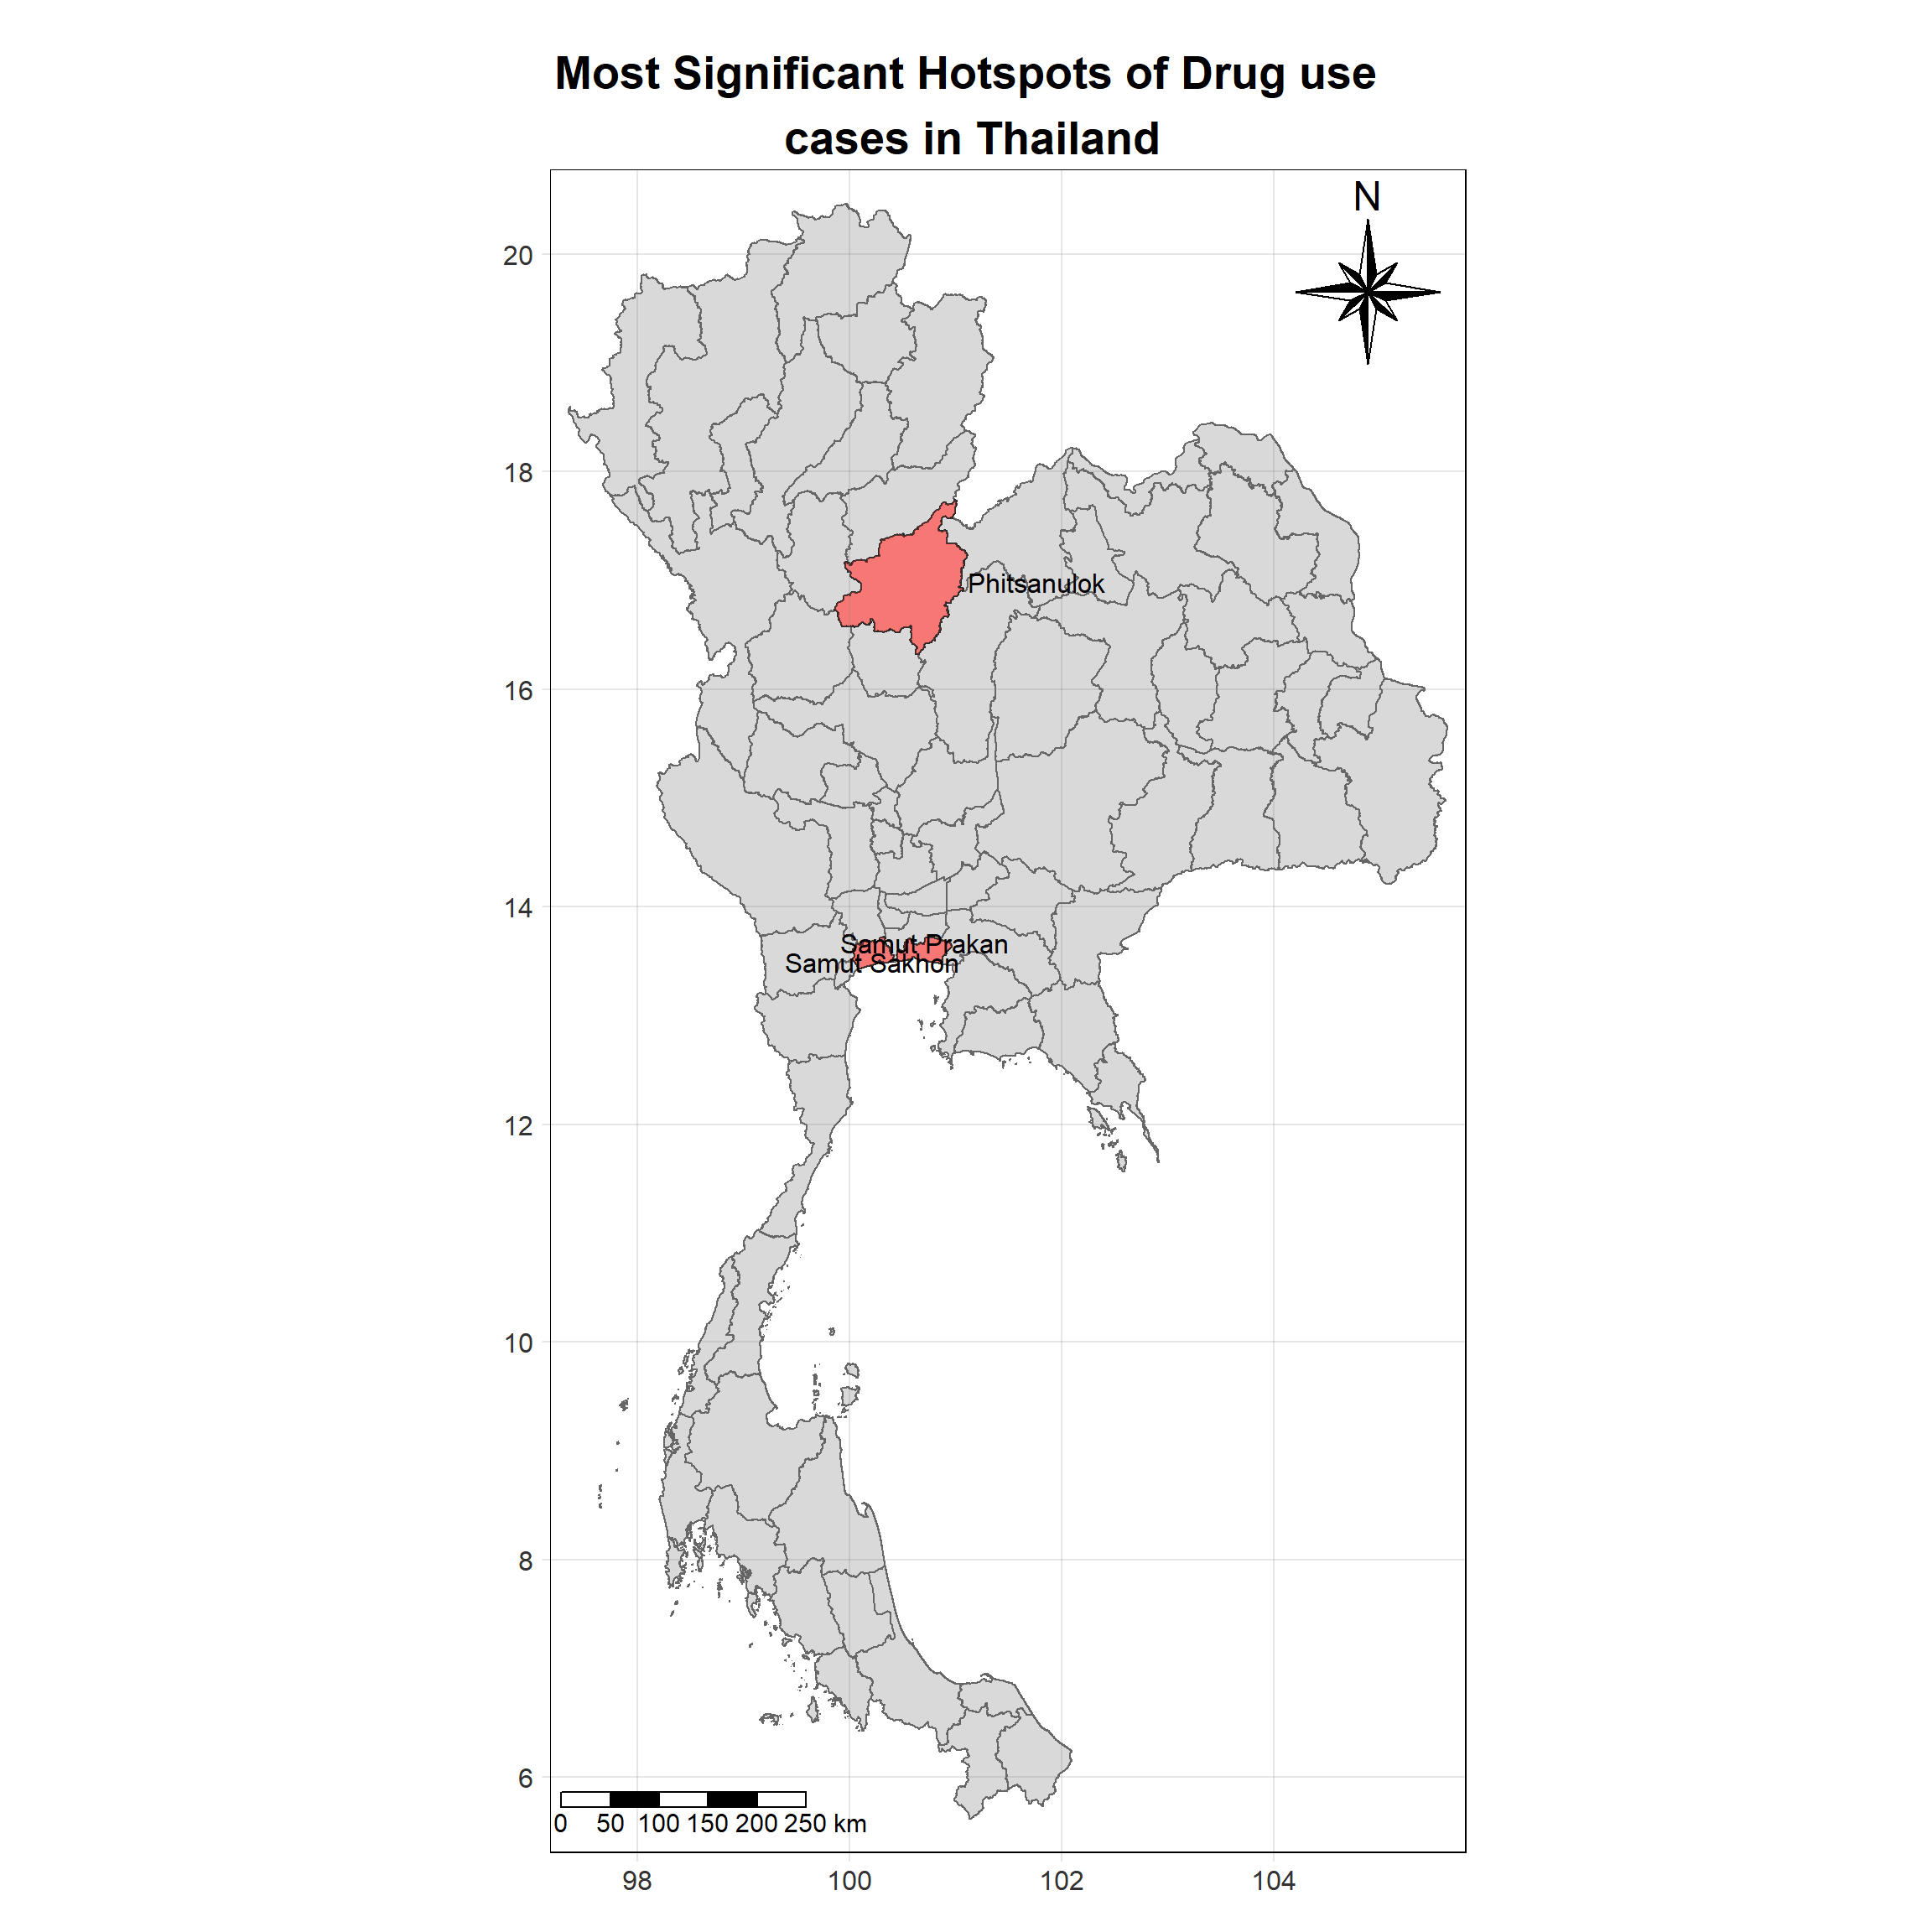 Most Significant Hotspots of Drug use
cases in Thailand
N
20
18
Phitsanulok
16
14
Samut Prakan
Samut Sakhon
12
10
8
6
0 50 100 150 200 250 km
98 100 102 104